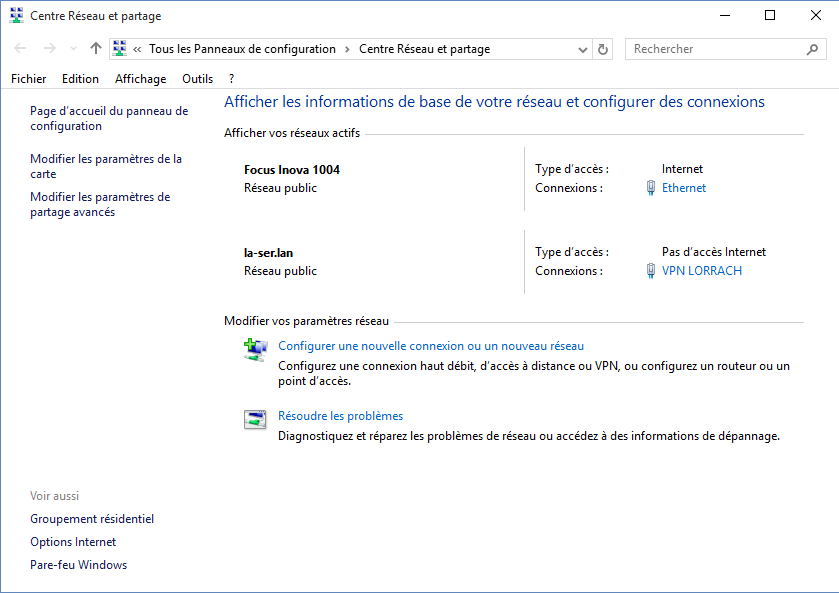 Centre Réseau et partage
« Tous les Panneaux de configuration › Centre Réseau et partage
Rechercher
Fichier Edition Affichage Outils ?
Page d'accueil du panneau de
configuration
Modifier les paramètres de la
carte
Modifier les paramètres de
partage avancés
Voir aussi
Groupement résidentiel
Options Internet
Pare-feu Windows
Afficher les informations de base de votre réseau et configurer des connexions
Afficher vos réseaux actifs
Focus Inova 1004
Réseau public
Type d'accès : Internet
Connexions : Ethernet
la-ser.lan
Réseau public
Type d'accès : Pas d'accès Internet
Connexions : VPN LORRACH
Modifier vos paramètres réseau
Configurer une nouvelle connexion ou un nouveau réseau
Configurez une connexion haut débit, d'accès à distance ou VPN, ou configurez un routeur ou un
point d'accès.
Résoudre les problèmes
Diagnostiquez et réparez les problèmes de réseau ou accédez à des informations de dépannage.